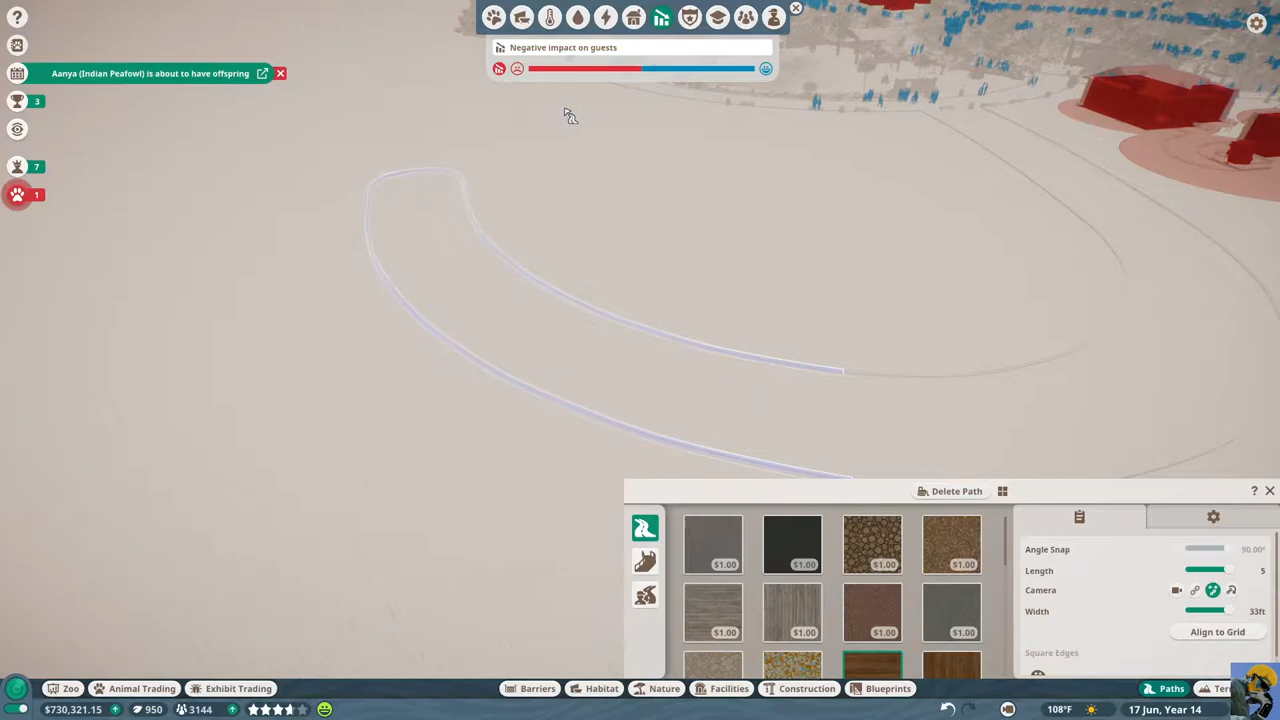 Negative impact on guests
Aanya (Indian Peafowl) is about to have offspring
3
7
1
Delete Path
?
$1.00 $1.00 $1.00 $1.00
$1.00 $1.00 $1.00 $1.00
Angle Snap 90.00°
Length 5
Camera
Width 33ft
Align to Grid
Square Edges
Zoo Animal Trading Exhibit Trading Barriers Habitat Nature Facilities Construction Blueprints Paths
$730,321.15 950 3144 108°F 17 Jun, Year 14